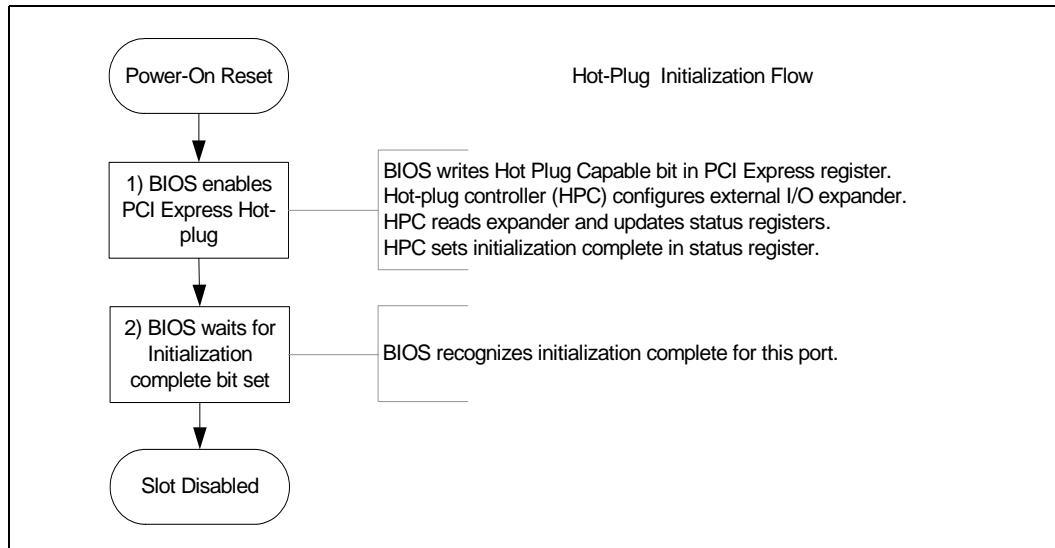 Power-On Reset
Hot-Plug Initialization Flow
1) BIOS enables
PCI Express Hot-
plug
BIOS writes Hot Plug Capable bit in PCI Express register.
Hot-plug controller (HPC) configures external I/O expander.
HPC reads expander and updates status registers.
HPC sets initialization complete in status register.
2) BIOS waits for
Initialization
complete bit set
BIOS recognizes initialization complete for this port.
Slot Disabled